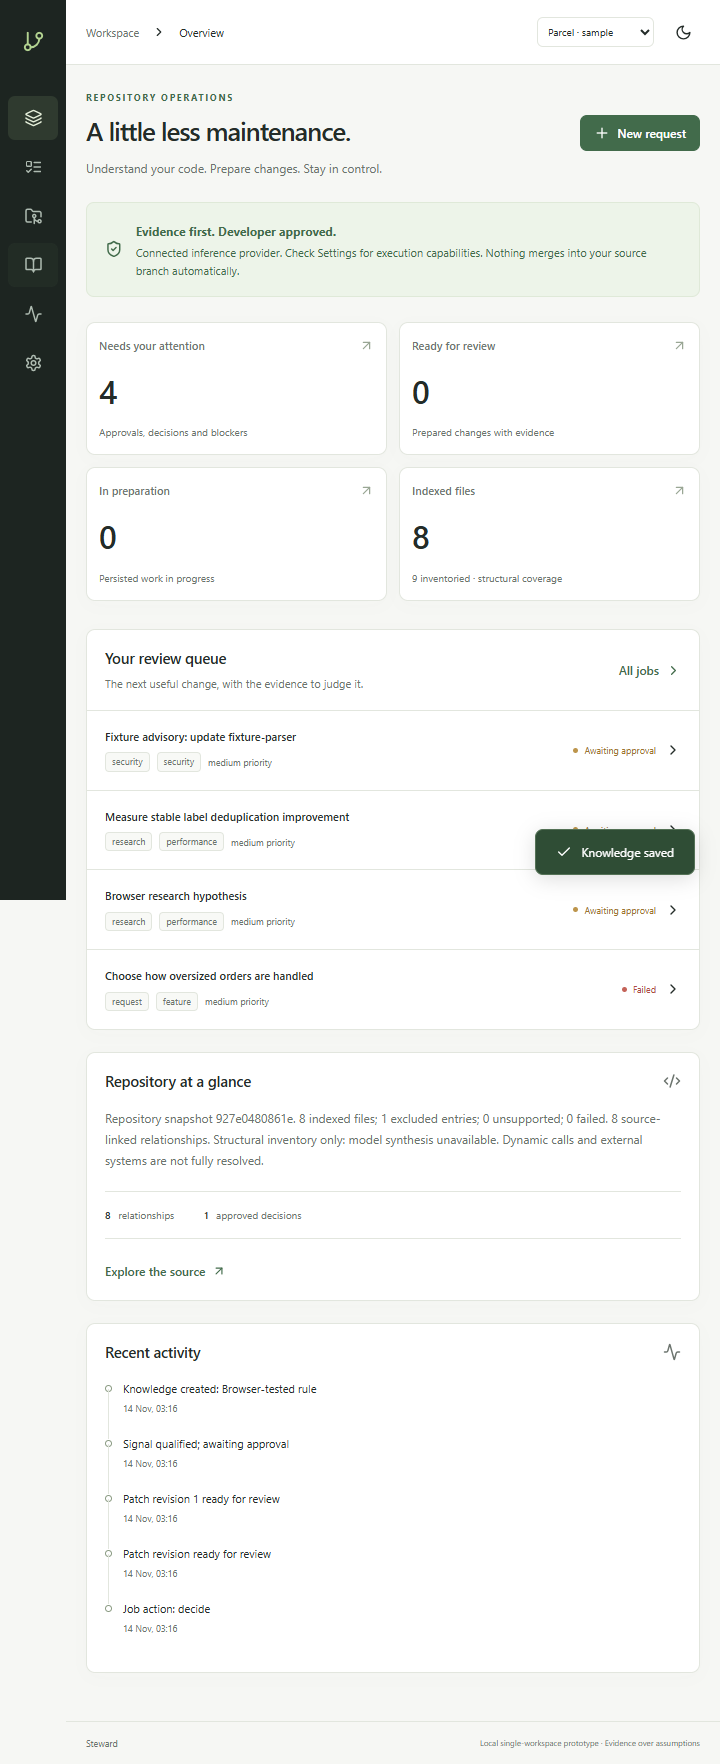 Workspace > Overview
Parcel · sample
REPOSITORY OPERATIONS
A little less maintenance.
New request
Understand your code. Prepare changes. Stay in control.
Evidence first. Developer approved.
Connected inference provider. Check Settings for execution capabilities. Nothing merges into your source
branch automatically.
Needs your attention
4
Approvals, decisions and blockers
Ready for review
0
Prepared changes with evidence
In preparation
0
Persisted work in progress
Indexed files
8
9 inventoried · structural coverage
Your review queue
The next useful change, with the evidence to judge it.
All jobs
Fixture advisory: update fixture-parser
security security medium priority
Awaiting approval
Measure stable label deduplication improvement
research performance medium priority
Knowledge saved
Browser research hypothesis
research performance medium priority
Awaiting approval
Choose how oversized orders are handled
request feature medium priority
Failed
Repository at a glance
Repository snapshot 927e0480861e. 8 indexed files; 1 excluded entries; 0 unsupported; 0 failed. 8 source-
linked relationships. Structural inventory only: model synthesis unavailable. Dynamic calls and external
systems are not fully resolved.
8 relationships 1 approved decisions
Explore the source
Recent activity
Knowledge created: Browser-tested rule
14 Nov, 03:16
Signal qualified; awaiting approval
14 Nov, 03:16
Patch revision 1 ready for review
14 Nov, 03:16
Patch revision ready for review
14 Nov, 03:16
Job action: decide
14 Nov, 03:16
Steward
Local single-workspace prototype · Evidence over assumptions